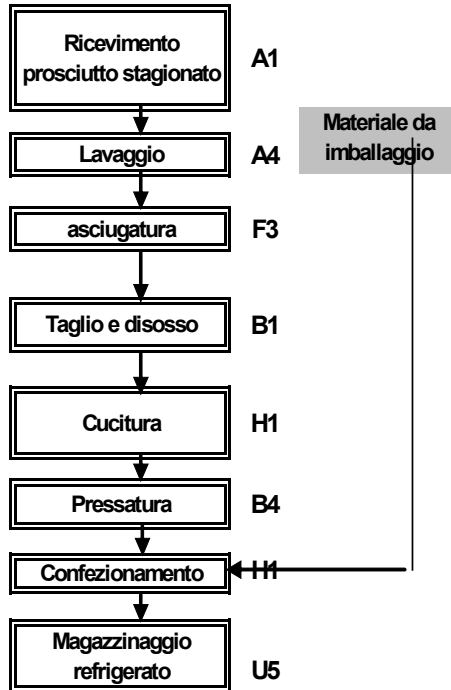 Ricevimento
prosciutto stagionato
A1
Materiale da
imballaggio
Lavaggio
A4
asciugatura
F3
Taglio e disosso
B1
Cucitura
H1
Pressatura
B4
Confezionamento
H1
Magazzinaggio
refrigerato
U5